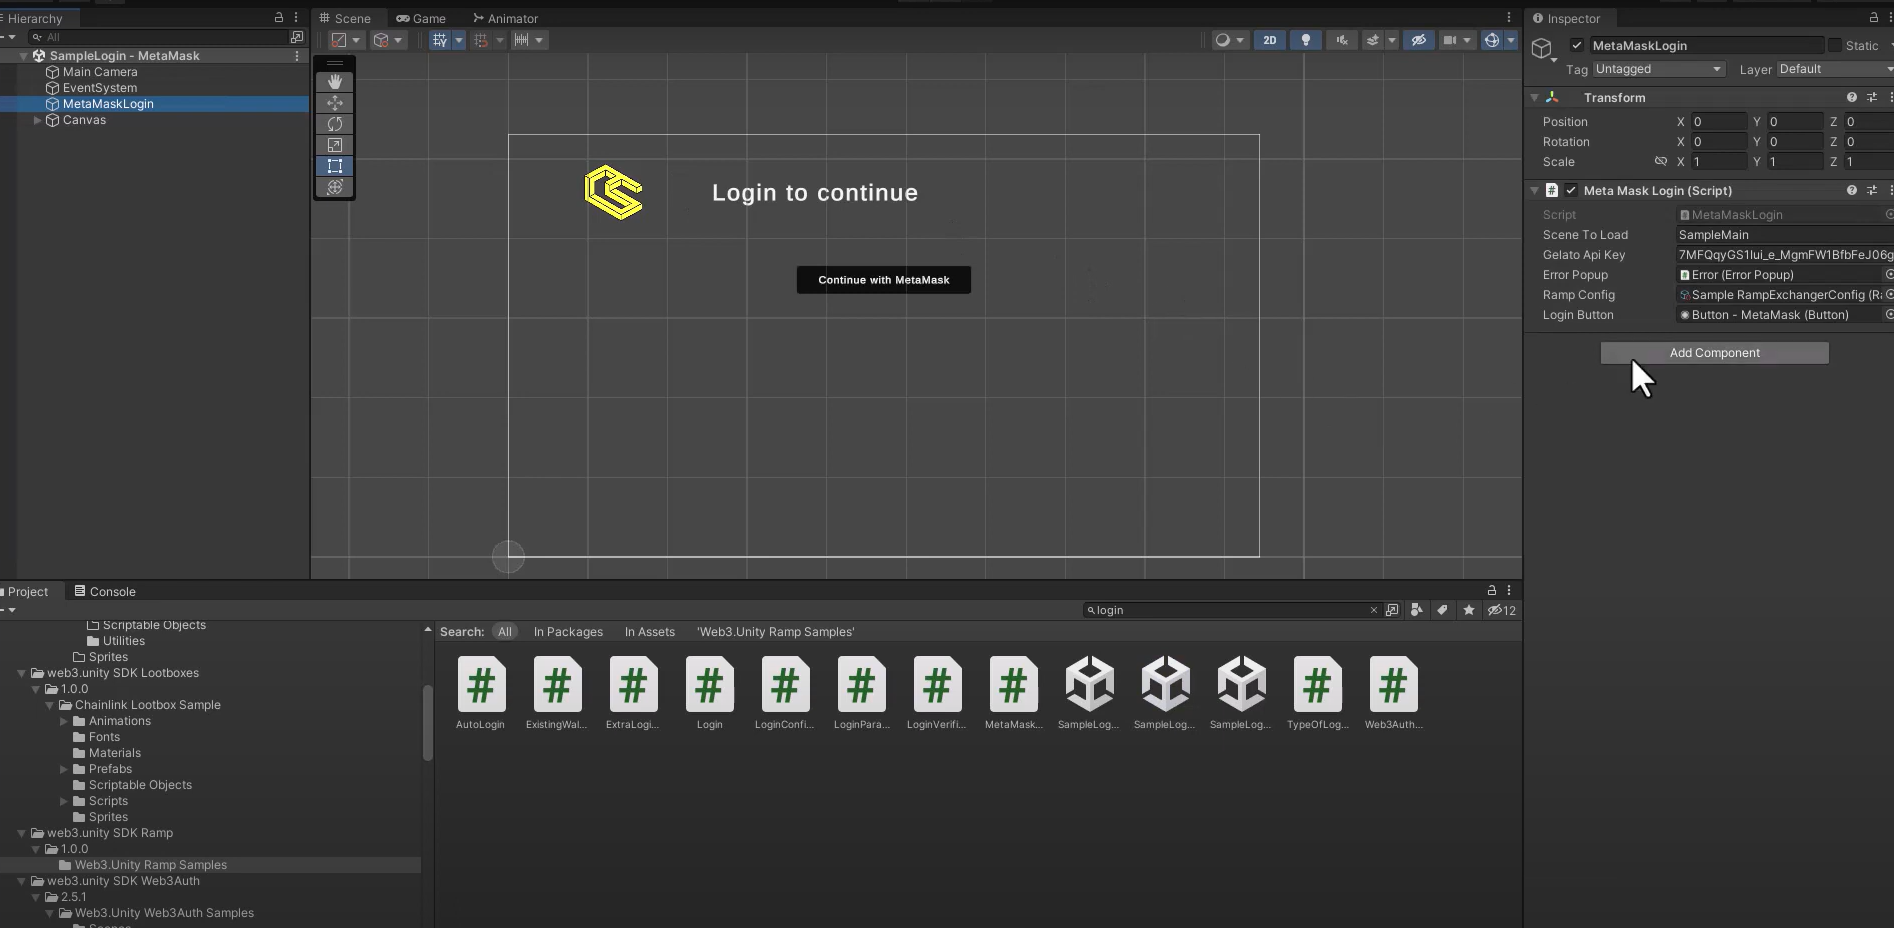 Hierarchy
All
SampleLogin - MetaMask
Main Camera
EventSystem
MetaMaskLogin
Canvas
Scene
Game
Animator
2D
Login to continue
Continue with MetaMask
Inspector
MetaMaskLogin
Static
Tag Untagged
Layer Default
Transform
Position X 0 Y 0 Z 0
Rotation X 0 Y 0 Z 0
Scale X 1 Y 1 Z 1
# Meta Mask Login (Script)
Script MetaMaskLogin
Scene To Load SampleMain
Gelato Api Key 7MFQqyGS1lui_e_MgmFW1BfbFeJ06g
Error Popup Error (Error Popup)
Ramp Config Sample RampExchangerConfig (Ra
Login Button Button - MetaMask (Button)
Add Component
Project
Console
login
12
Scriptable Objects
Utilities
Sprites
web3.unity SDK Lootboxes
1.0.0
Chainlink Lootbox Sample
Animations
Fonts
Materials
Prefabs
Scriptable Objects
Scripts
Sprites
web3.unity SDK Ramp
1.0.0
Web3.Unity Ramp Samples
web3.unity SDK Web3Auth
2.5.1
Web3.Unity Web3Auth Samples
Search: All In Packages In Assets 'Web3.Unity Ramp Samples'
# # # # # # # # # #
AutoLogin
ExistingWal...
ExtraLogi...
Login
LoginConfi...
LoginPara...
LoginVerifi...
MetaMask...
SampleLog...
SampleLog...
SampleLog...
TypeOfLog...
Web3Auth...